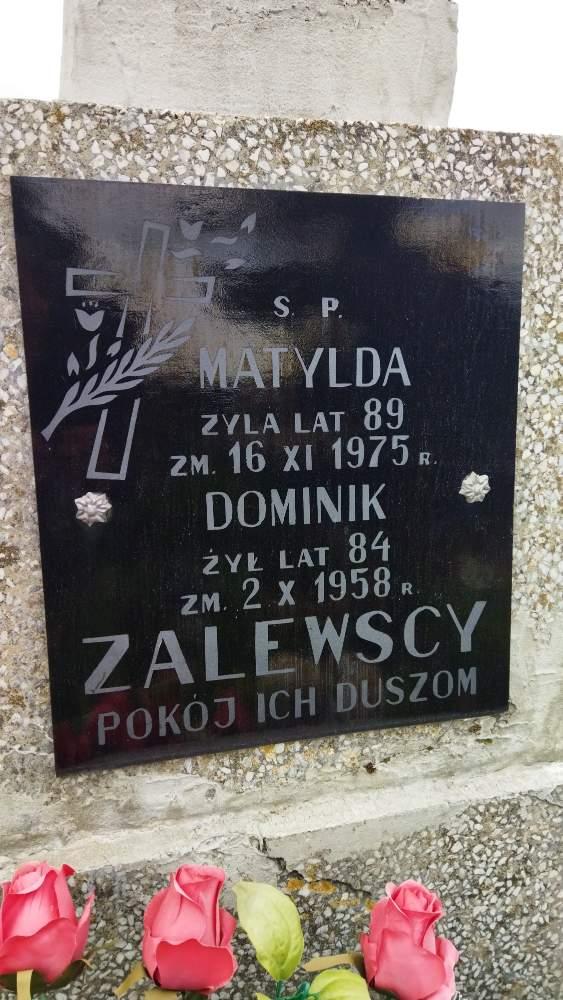 Ś. P.
MATYLDA
ŻYŁA LAT 89
ZM. 16 XI 1975 R.
DOMINIK
ŻYŁ LAT 84
ZM. 2 X 1958 R.
ZALEWSCY
POKÓJ ICH DUSZOM